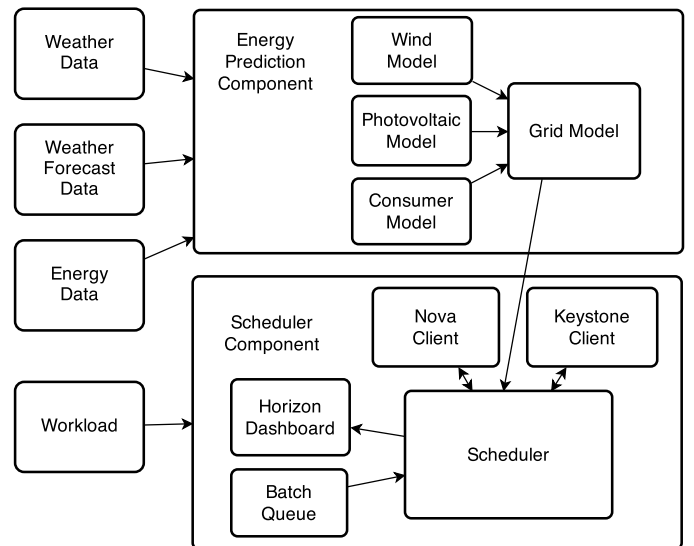 Weather
Data
Weather
Forecast
Data
Energy
Data
Energy
Prediction
Component
Wind
Model
Photovoltaic
Model
Consumer
Model
Grid Model
Workload
Scheduler
Component
Nova
Client
Keystone
Client
Horizon
Dashboard
Batch
Queue
Scheduler